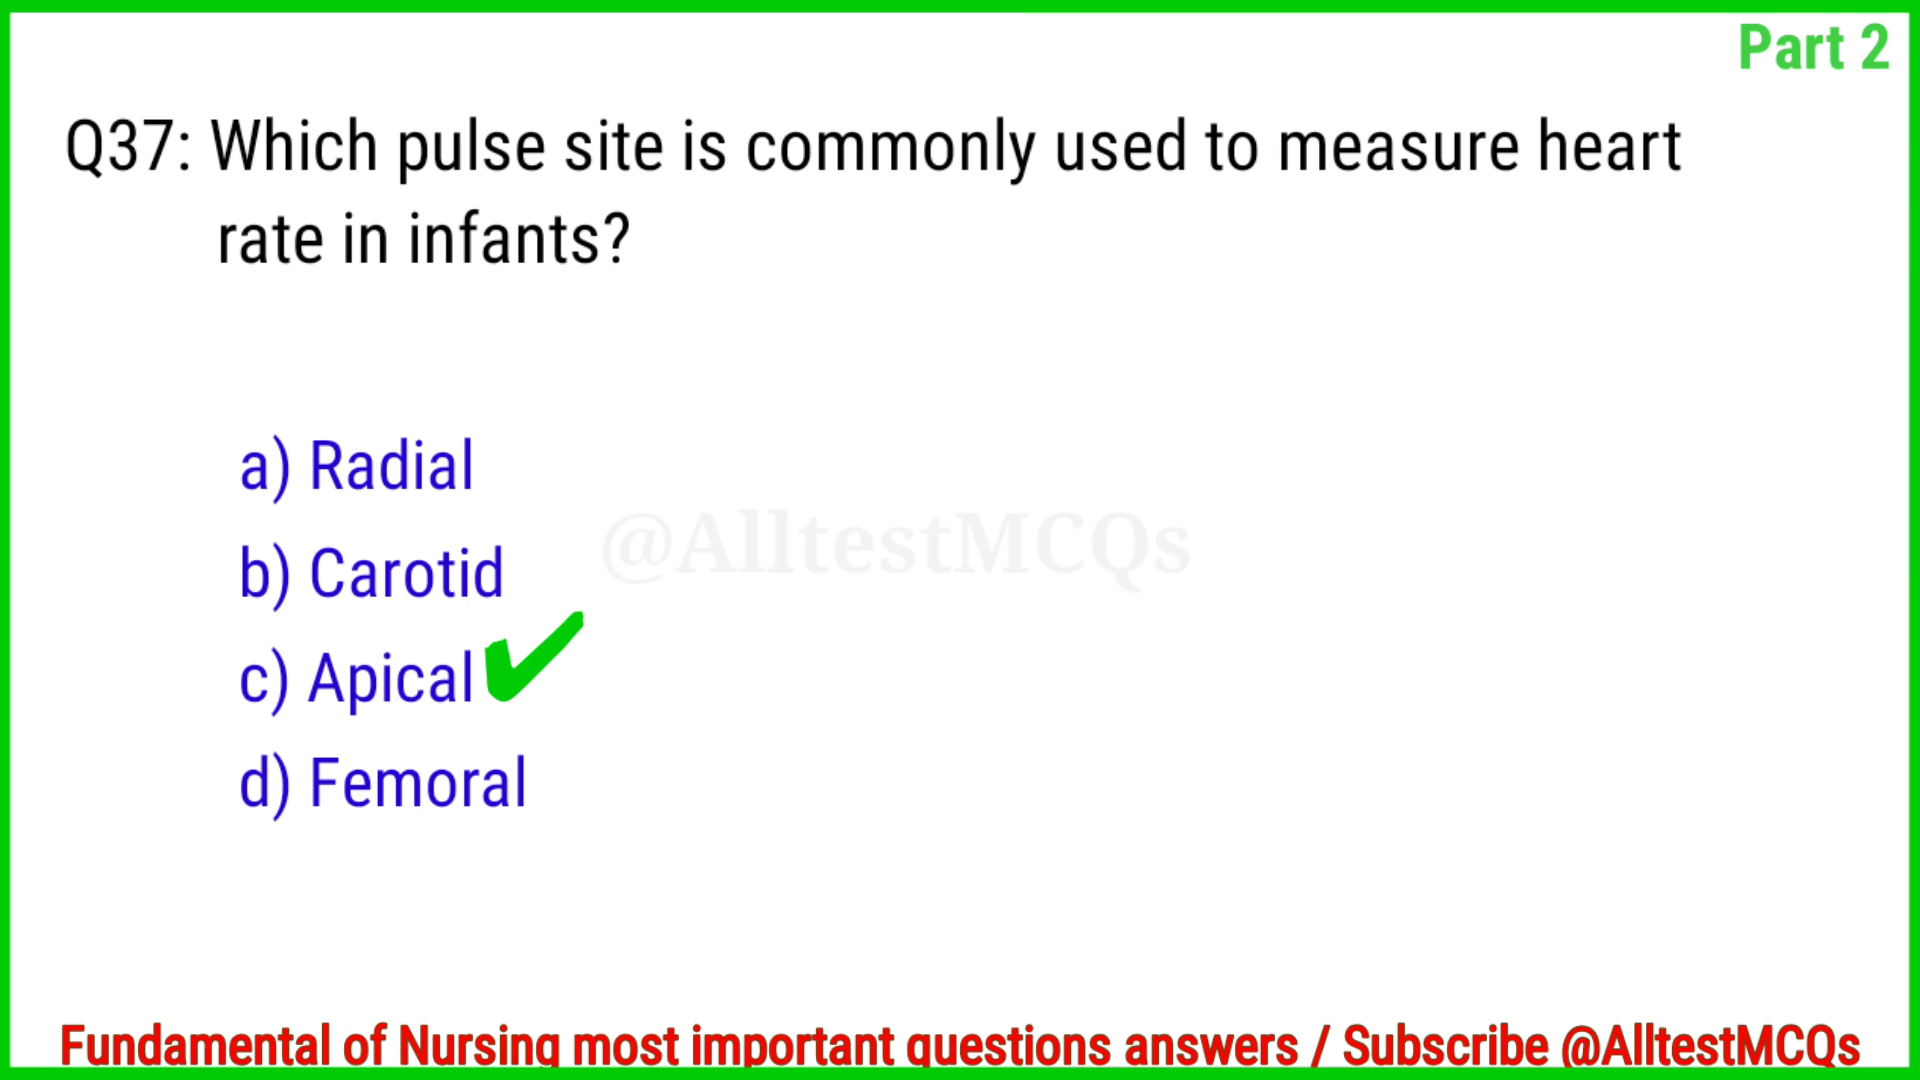 Part 2
Q37: Which pulse site is commonly used to measure heart
rate in infants?
a) Radial
@AlltestMCQs
b) Carotid
c) Apical
d) Femoral
Fundamental of Nursing most important questions answers / Subscribe @AlltestMCQs